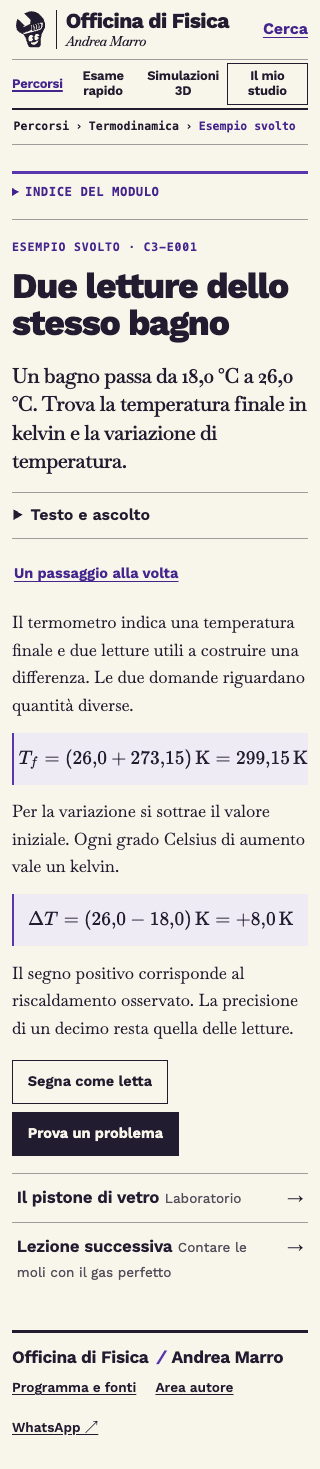 Officina di Fisica
Andrea Marro
Cerca
Percorsi
Esame
rapido
Simulazioni
3D
Il mio
studio
Percorsi › Termodinamica › Esempio svolto
▶ INDICE DEL MODULO
ESEMPIO SVOLTO · C3–E001
Due letture dello
stesso bagno
Un bagno passa da 18,0 °C a 26,0
°C. Trova la temperatura finale in
kelvin e la variazione di
temperatura.
▶ Testo e ascolto
Un passaggio alla volta
Il termometro indica una temperatura
finale e due letture utili a costruire una
differenza. Le due domande riguardano
quantità diverse.
T_f = (26,0 + 273,15) K = 299,15 K
Per la variazione si sottrae il valore
iniziale. Ogni grado Celsius di aumento
vale un kelvin.
ΔT = (26,0 − 18,0) K = +8,0 K
Il segno positivo corrisponde al
riscaldamento osservato. La precisione
di un decimo resta quella delle letture.
Segna come letta
Prova un problema
Il pistone di vetro Laboratorio →
Lezione successiva Contare le →
moli con il gas perfetto
Officina di Fisica / Andrea Marro
Programma e fonti Area autore
WhatsApp ↗